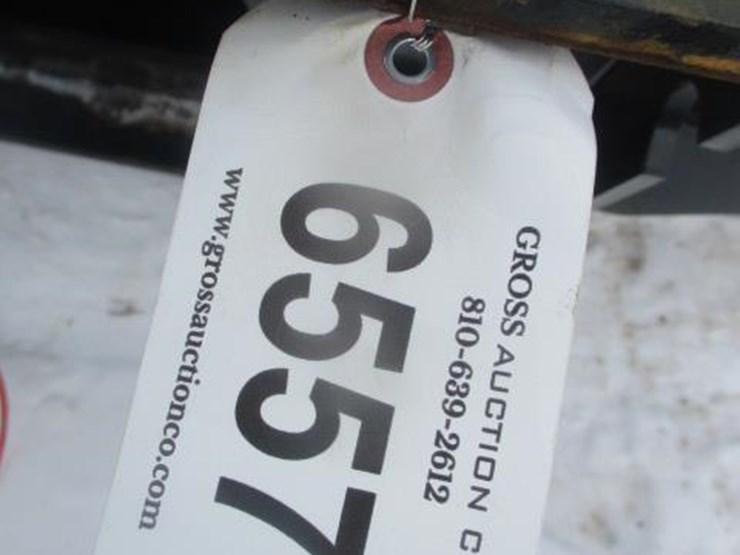 GROSS AUCTION C
810-639-2612
6557
www.grossauctionco.com